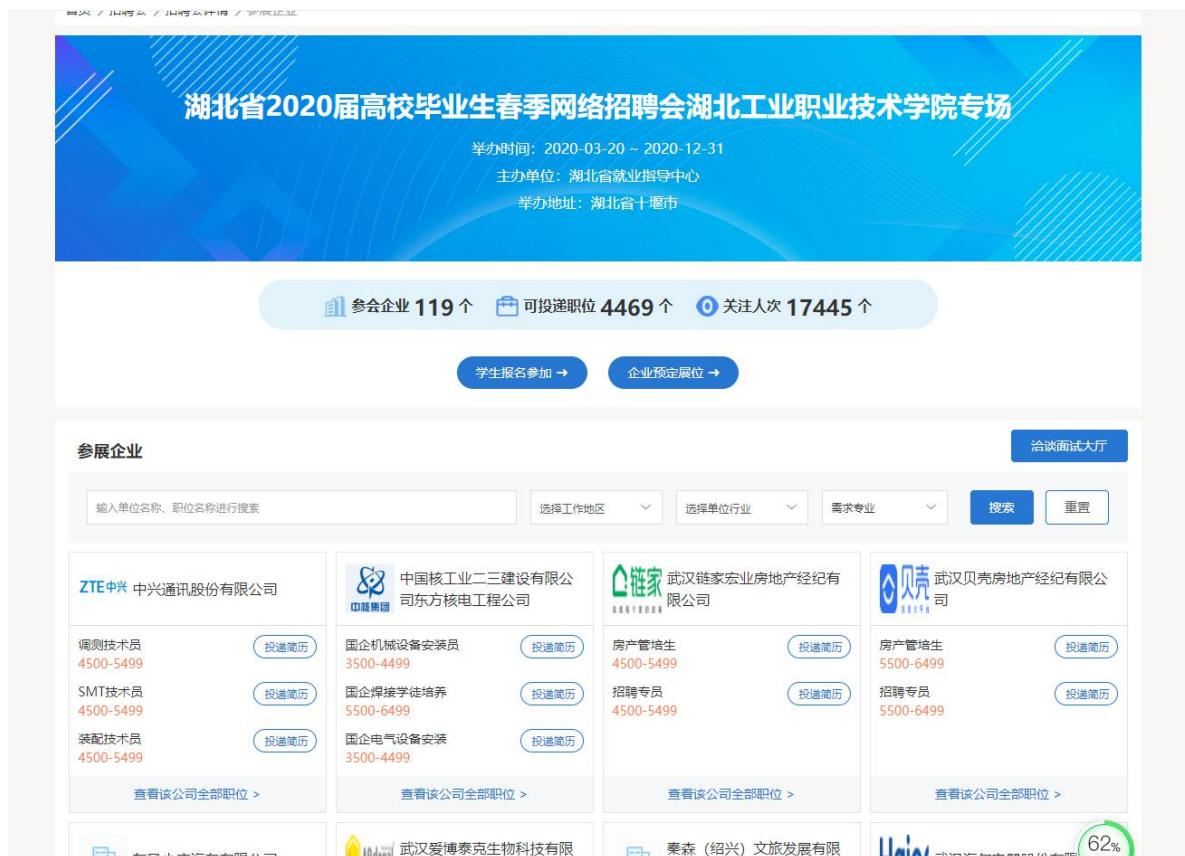 首页 / 招聘会 / 招聘会详情 / 参展企业
湖北省2020届高校毕业生春季网络招聘会湖北工业职业技术学院专场
举办时间：2020-03-20 ~ 2020-12-31
主办单位：湖北省就业指导中心
举办地址：湖北省十堰市
参会企业 119 个 可投递职位 4469 个 关注人次 17445 个
学生报名参加 → 企业预定展位 →
参展企业 洽谈面试大厅
输入单位名称、职位名称进行搜索 选择工作地区 选择单位行业 需求专业 搜索 重置
ZTE中兴 中兴通讯股份有限公司
调测技术员 投递简历
4500-5499
SMT技术员 投递简历
4500-5499
装配技术员 投递简历
4500-5499
查看该公司全部职位 >
中核集团
中国核工业二三建设有限公
司东方核电工程公司
国企机械设备安装员 投递简历
3500-4499
国企焊接学徒培养 投递简历
5500-6499
国企电气设备安装 投递简历
3500-4499
查看该公司全部职位 >
链家
武汉链家宏业房地产经纪有
限公司
房产管培生 投递简历
4500-5499
招聘专员 投递简历
4500-5499
查看该公司全部职位 >
贝壳
武汉贝壳房地产经纪有限公
司
房产管培生 投递简历
5500-6499
招聘专员 投递简历
5500-6499
查看该公司全部职位 >
武汉爱博泰克生物科技有限
秦森（绍兴）文旅发展有限
Haier
62%